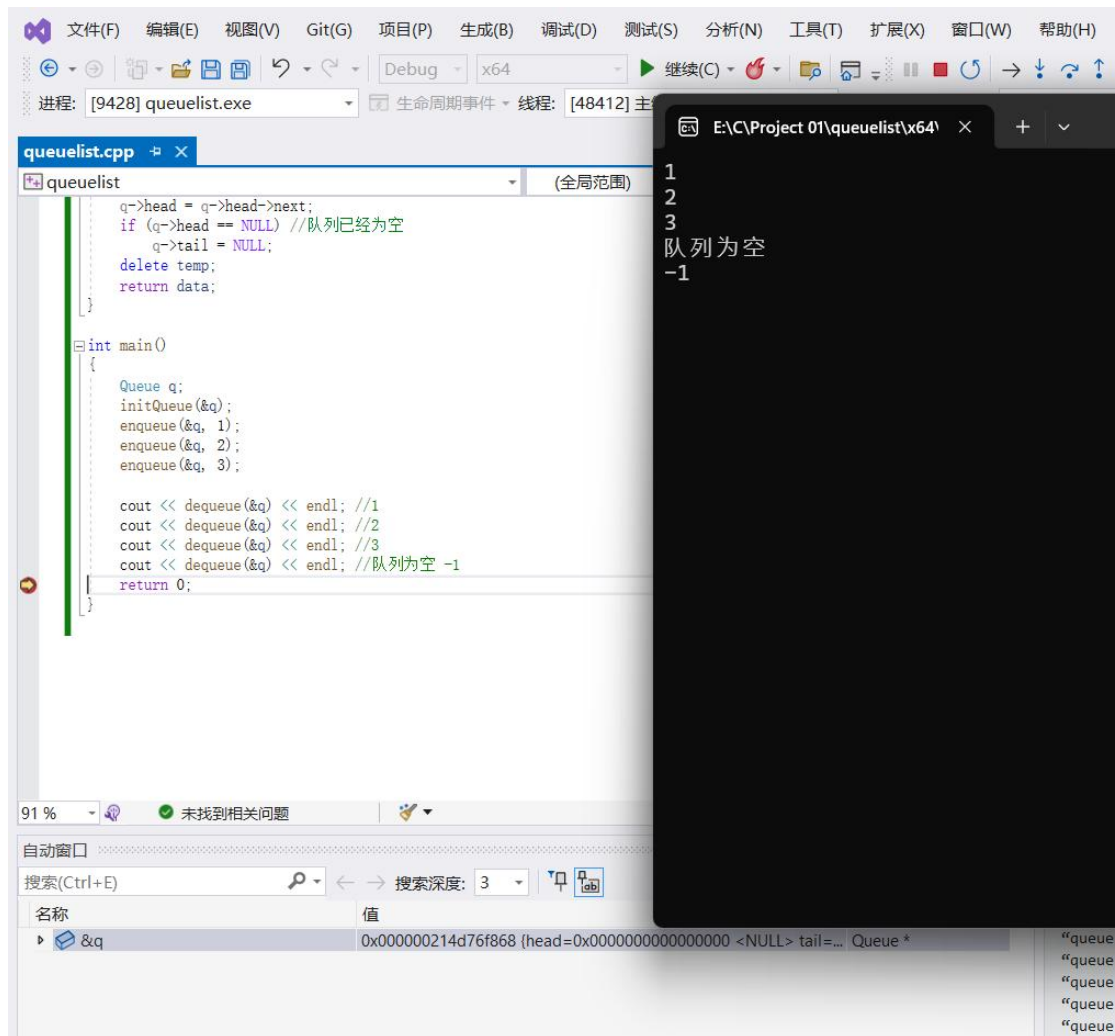 文件(F) 编辑(E) 视图(V) Git(G) 项目(P) 生成(B) 调试(D) 测试(S) 分析(N) 工具(T) 扩展(X) 窗口(W) 帮助(H)
Debug x64 继续(C)
进程: [9428] queuelist.exe 生命周期事件 线程: [48412]
queuelist.cpp
queuelist (全局范围)
q->head = q->head->next;
if (q->head == NULL) //队列已经为空
q->tail = NULL;
delete temp;
return data;
}
int main()
{
Queue q;
initQueue(&q);
enqueue(&q, 1);
enqueue(&q, 2);
enqueue(&q, 3);
cout << dequeue(&q) << endl; //1
cout << dequeue(&q) << endl; //2
cout << dequeue(&q) << endl; //3
cout << dequeue(&q) << endl; //队列为空 -1
return 0;
}
E:\C\Project 01\queuelist\x64\
1
2
3
队列为空
-1
91 % 未找到相关问题
自动窗口
搜索(Ctrl+E) 搜索深度: 3
名称 值
&q 0x000000214d76f868 {head=0x0000000000000000 <NULL> tail=... Queue *
"queue
"queue
"queue
"queue
"queue